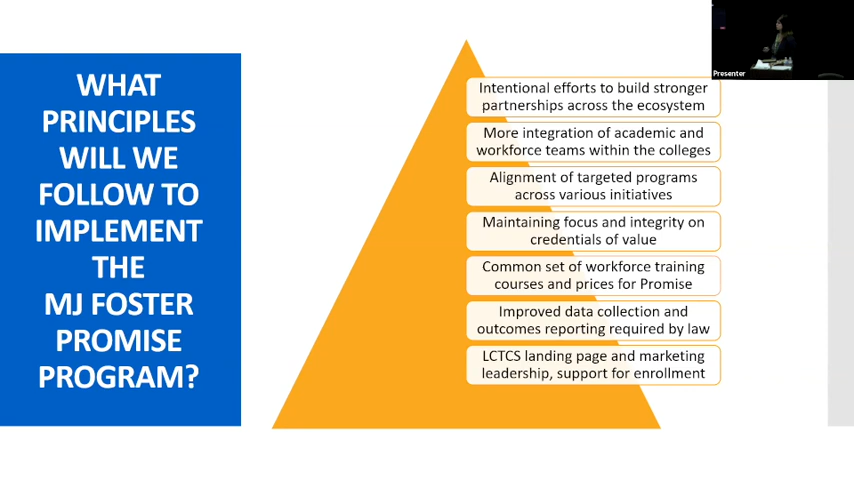 WHAT
PRINCIPLES
WILL WE
FOLLOW TO
IMPLEMENT
THE
MJ FOSTER
PROMISE
PROGRAM?
Intentional efforts to build stronger
partnerships across the ecosystem
More integration of academic and
workforce teams within the colleges
Alignment of targeted programs
across various initiatives
Maintaining focus and integrity on
credentials of value
Common set of workforce training
courses and prices for Promise
Improved data collection and
outcomes reporting required by law
LCTCS landing page and marketing
leadership, support for enrollment
Presenter